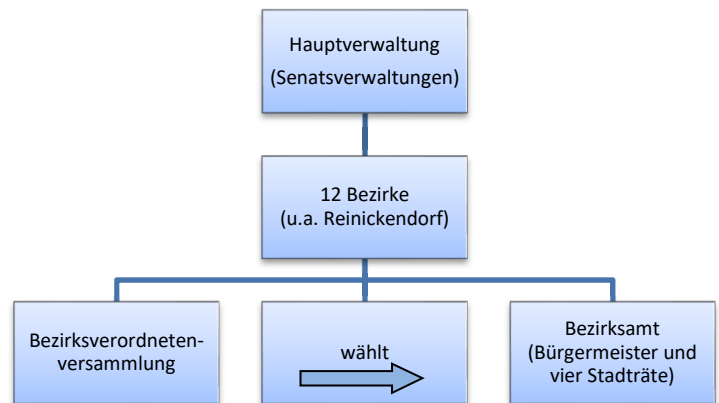 Hauptverwaltung
(Senatsverwaltungen)
12 Bezirke
(u.a. Reinickendorf)
Bezirksverordneten-
versammlung
wählt
Bezirksamt
(Bürgermeister und
vier Stadträte)